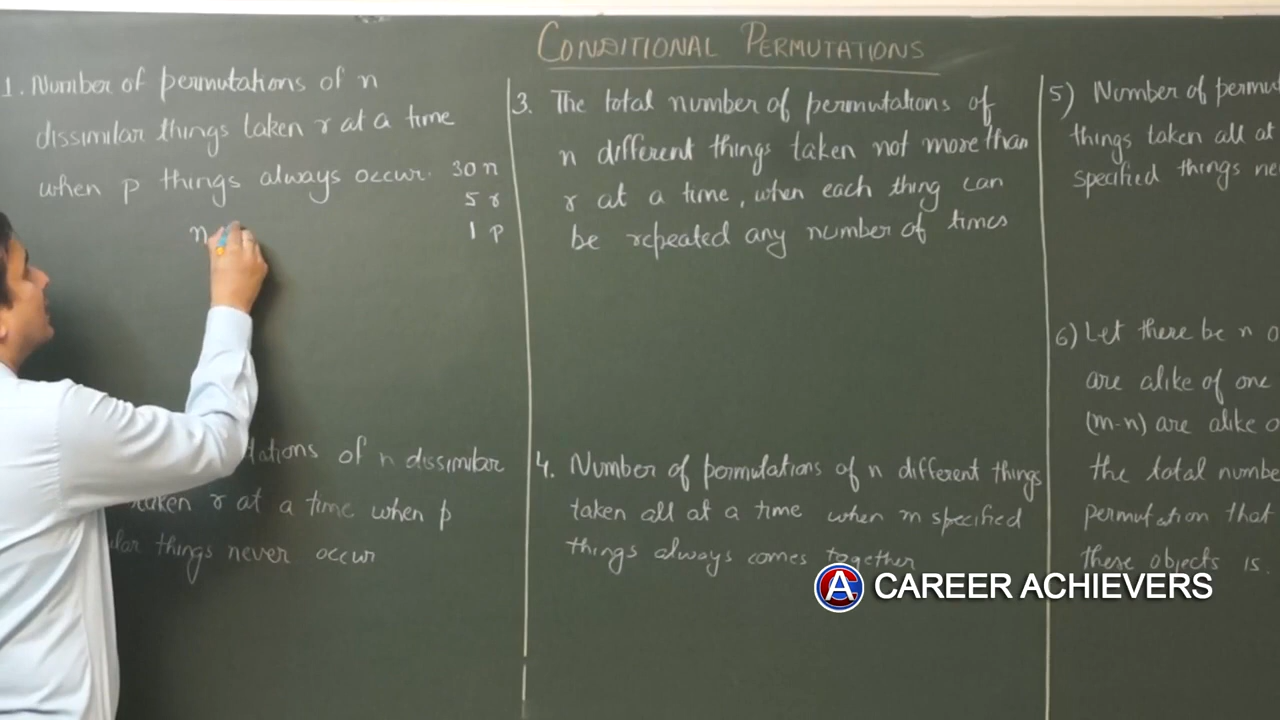 CONDITIONAL PERMUTATIONS
1. Number of permutations of n
dissimilar things taken r at a time
when p things always occur.
30 n
5 r
1 p
n
tations of n dissimilar
taken r at a time when p
things never occur
3. The total number of permutations of
n different things taken not more than
r at a time, when each thing can
be repeated any number of times
4. Number of permutations of n different things
taken all at a time when m specified
things always comes together
5) Number of permu
things taken all at
specified things ne
6) Let there be n o
are alike of one
(m-n) are alike o
the total numbe
permutation that
these objects is.
CAREER ACHIEVERS